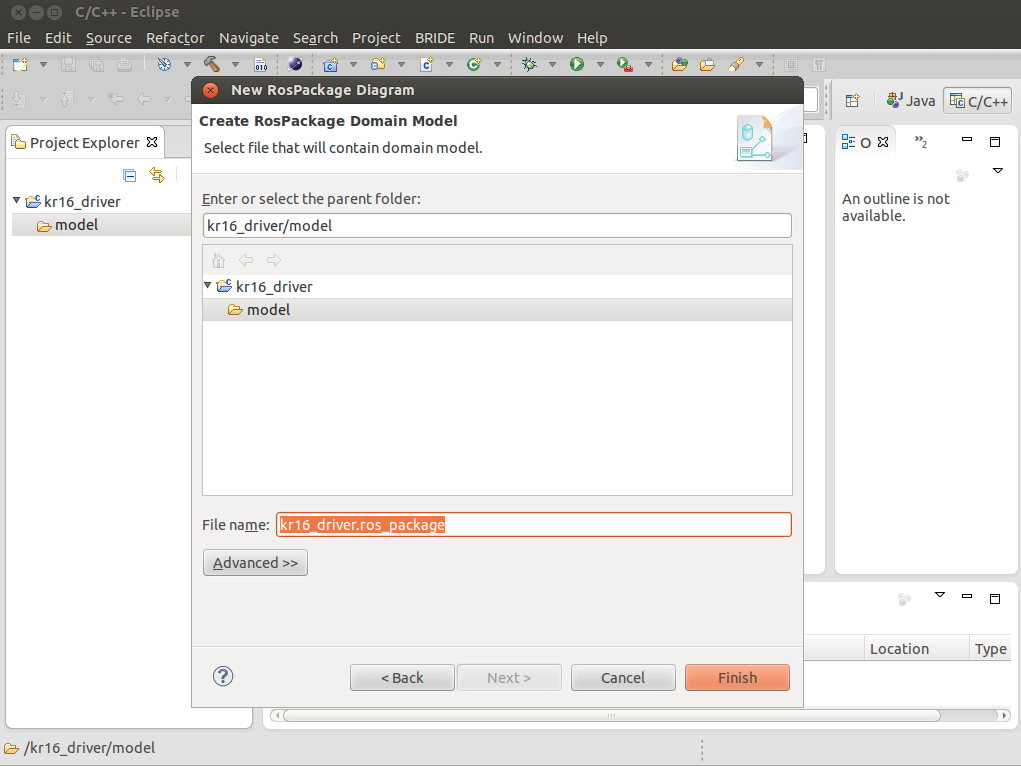 C/C++ - Eclipse
File Edit Source Refactor Navigate Search Project BRIDE Run Window Help
010
New RosPackage Diagram
Java
C/C++
Create RosPackage Domain Model
Select file that will contain domain model.
Project Explorer
O
2
kr16_driver
model
Enter or select the parent folder:
kr16_driver/model
kr16_driver
model
An outline is not
available.
File name: kr16_driver.ros_package
Advanced >>
Location Type
?
< Back Next > Cancel Finish
/kr16_driver/model